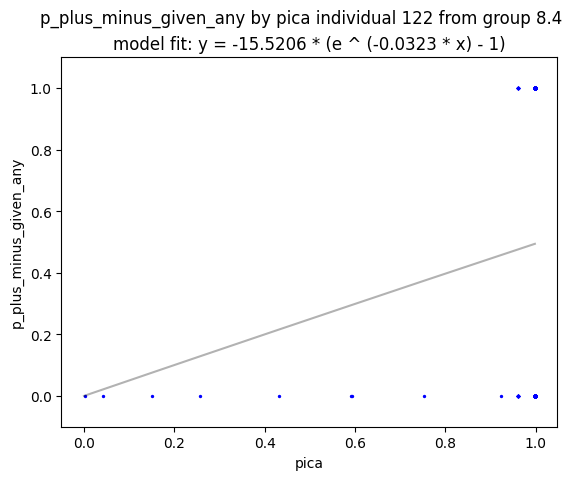 p_plus_minus_given_any by pica individual 122 from group 8.4
model fit: y = -15.5206 * (e ^ (-0.0323 * x) - 1)
1.0
0.8
0.6
0.4
0.2
0.0
p_plus_minus_given_any
0.0 0.2 0.4 0.6 0.8 1.0
pica